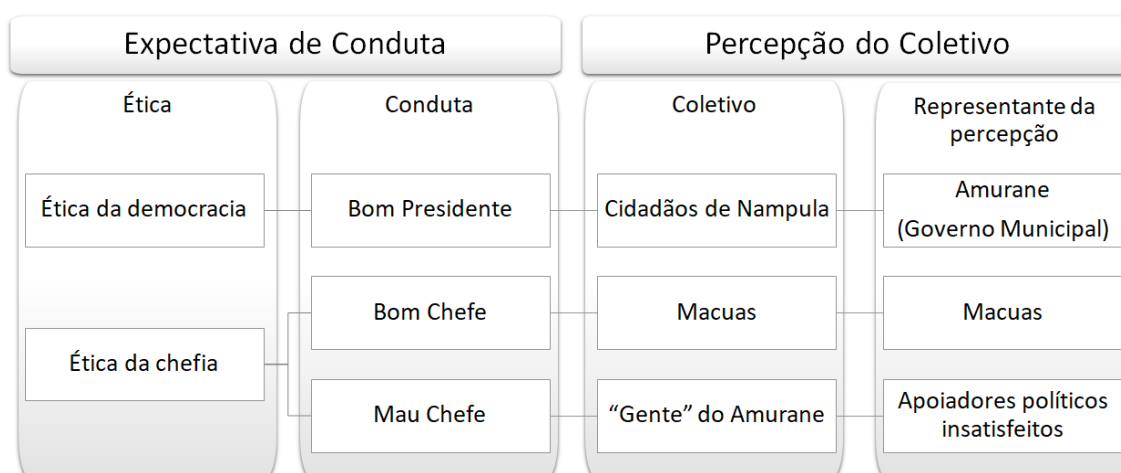 Expectativa de Conduta
Percepção do Coletivo
Ética
Conduta
Coletivo
Representante da
percepção
Ética da democracia
Bom Presidente
Cidadãos de Nampula
Amurane
(Governo Municipal)
Ética da chefia
Bom Chefe
Macuas
Macuas
Mau Chefe
“Gente” do Amurane
Apoiadores políticos
insatisfeitos